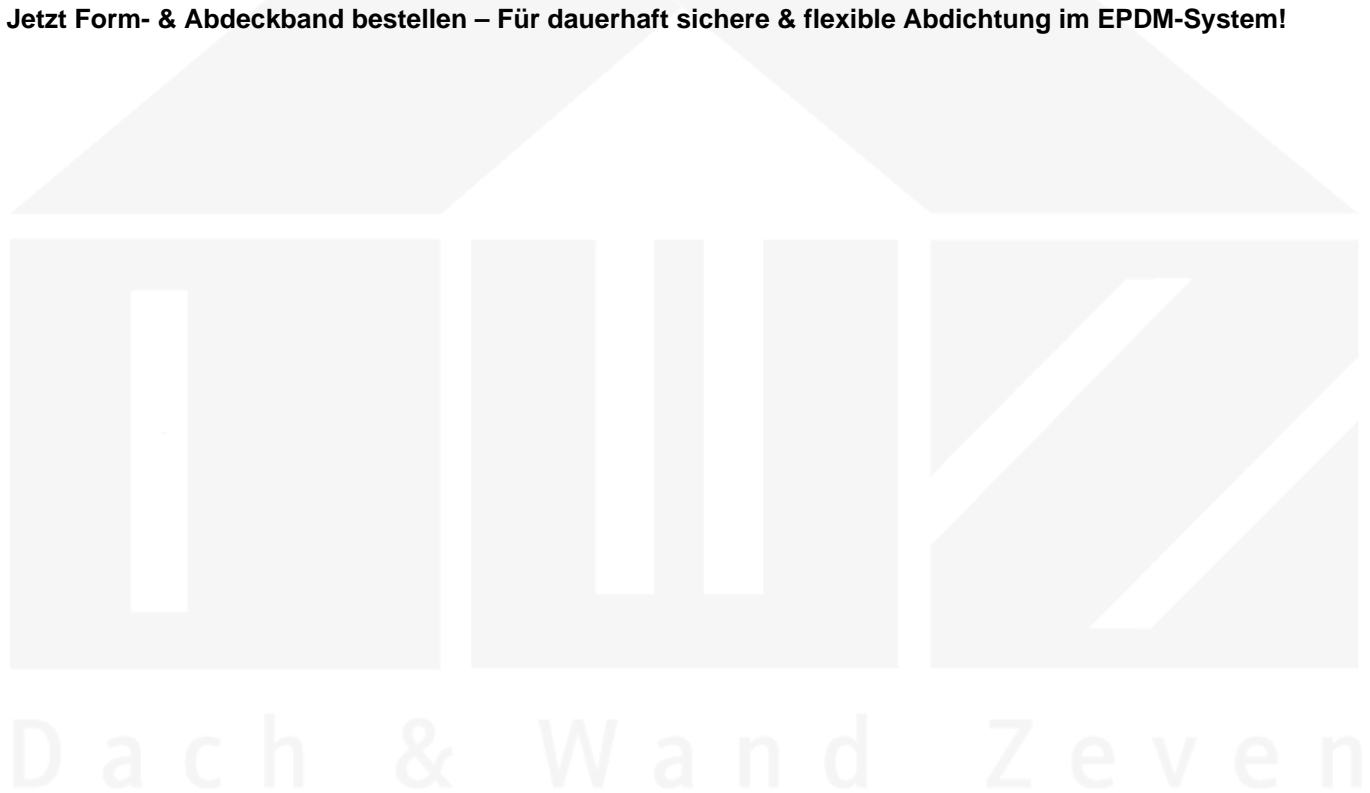 Jetzt Form- & Abdeckband bestellen – Für dauerhaft sichere & flexible Abdichtung im EPDM-System!
Dach & Wand Zeven